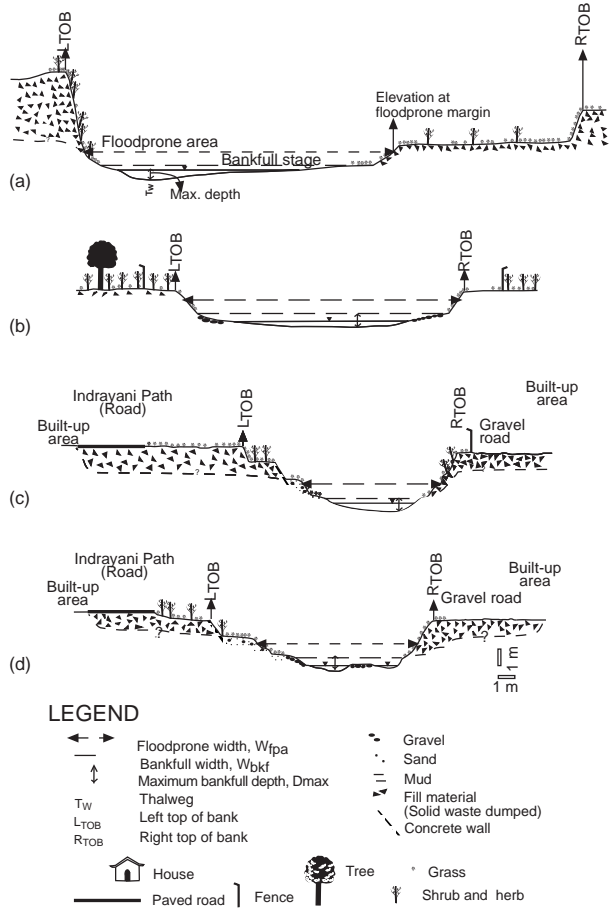 LTOB
RTOB
Elevation at
floodprone margin
Floodprone area
Bankfull stage
Tw
Max. depth
(a)
LTOB
RTOB
(b)
Indrayani Path
(Road)
Built-up
area
LTOB
RTOB
Gravel
road
Built-up
area
?
?
(c)
Indrayani Path
(Road)
Built-up
area
LTOB
RTOB
Gravel road
Built-up
area
?
?
1 m
1 m
(d)
LEGEND
Floodprone width, Wfpa
Bankfull width, Wbkf
Maximum bankfull depth, Dmax
TW Thalweg
LTOB Left top of bank
RTOB Right top of bank
Gravel
Sand
Mud
Fill material
(Solid waste dumped)
Concrete wall
House
Tree
Grass
Paved road
Fence
Shrub and herb